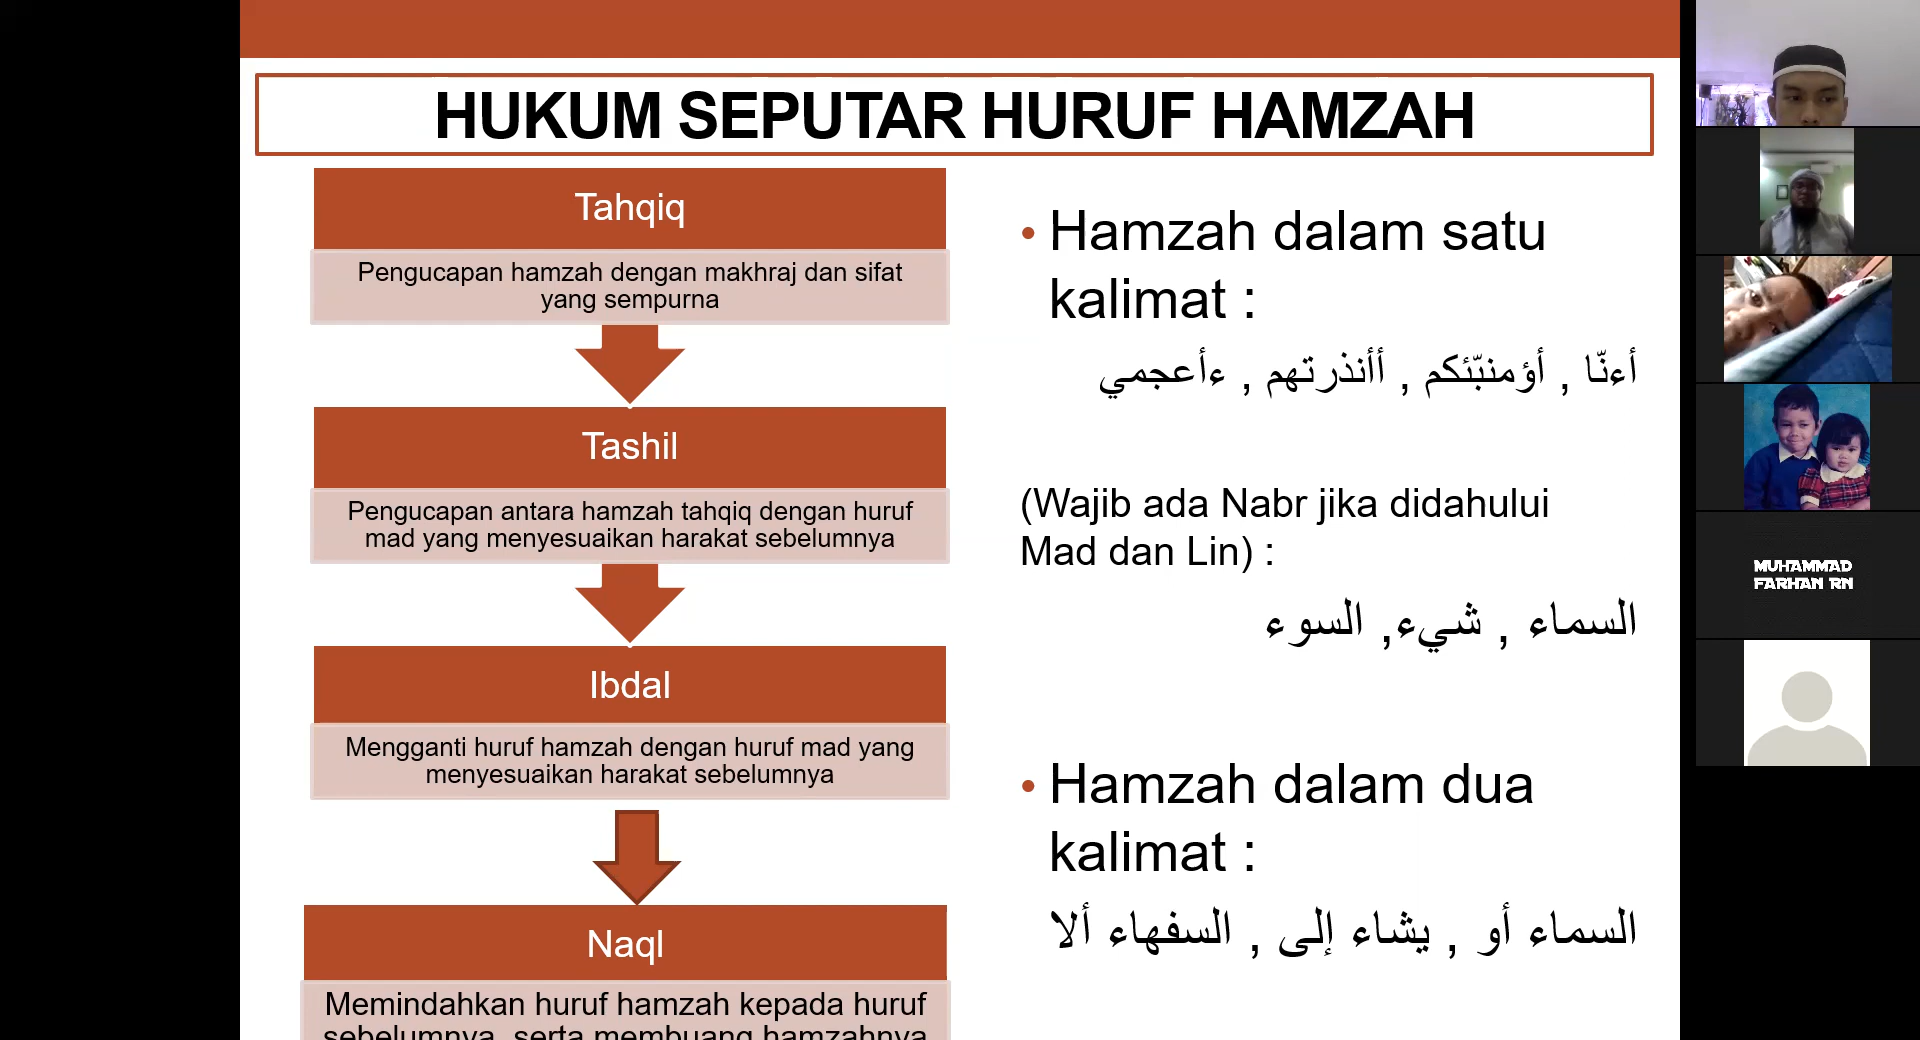 HUKUM SEPUTAR HURUF HAMZAH
Tahqiq
Pengucapan hamzah dengan makhraj dan sifat
yang sempurna
Tashil
Pengucapan antara hamzah tahqiq dengan huruf
mad yang menyesuaikan harakat sebelumnya
Ibdal
Mengganti huruf hamzah dengan huruf mad yang
menyesuaikan harakat sebelumnya
Naql
Memindahkan huruf hamzah kepada huruf
sebelumnya, serta membuang hamzahnya
• Hamzah dalam satu
kalimat :
أءنّا , أؤمنبّئكم , أأنذرتهم , ءأعجمي
(Wajib ada Nabr jika didahului
Mad dan Lin) :
السماء , شيء, السوء
• Hamzah dalam dua
kalimat :
السماء أو , يشاء إلى , السفهاء ألا
MUHAMMAD
FARHAN RN